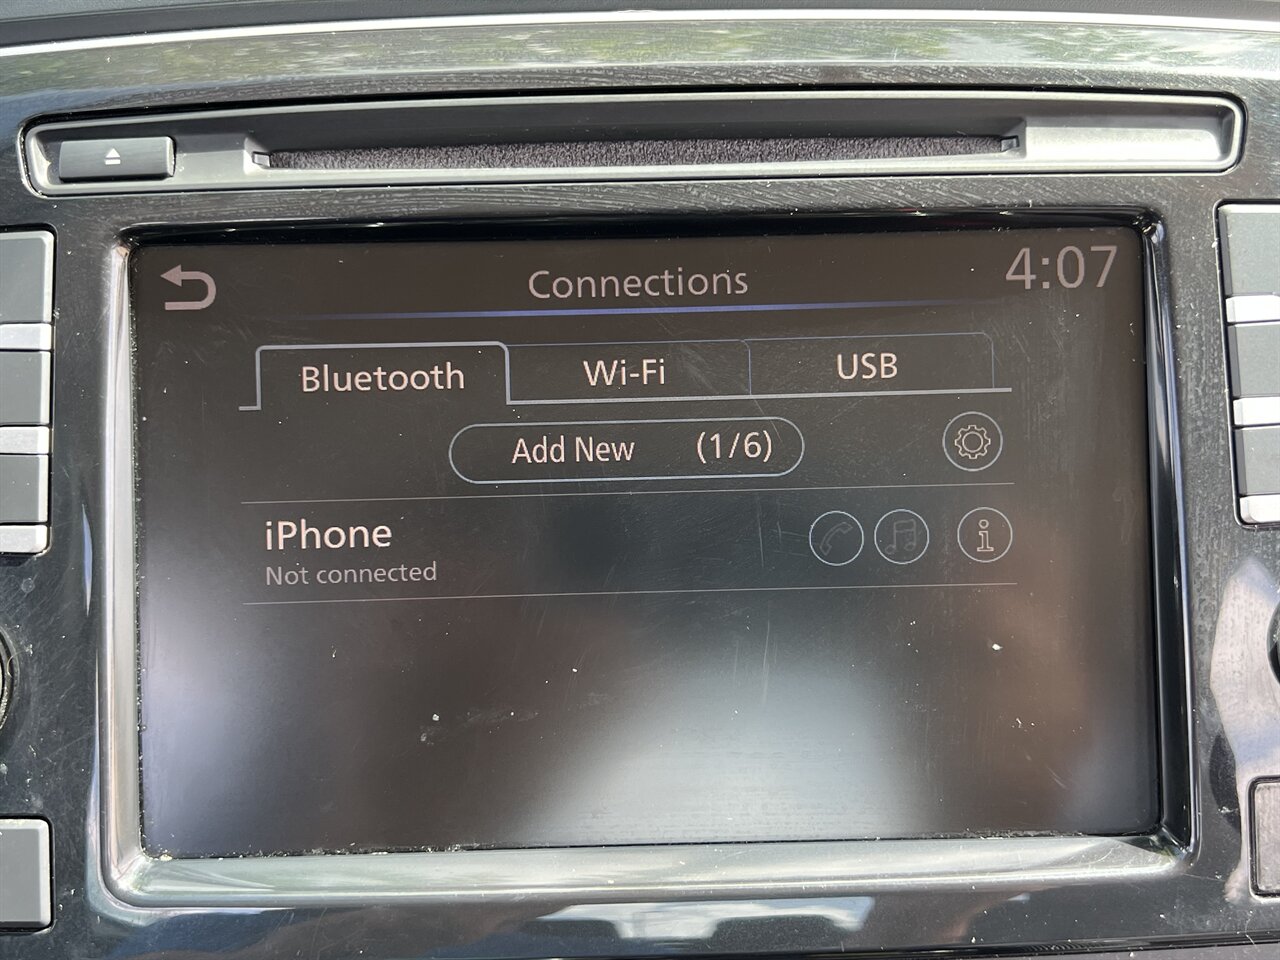 Connections
4:07
Bluetooth
Wi-Fi
USB
Add New (1/6)
iPhone
Not connected